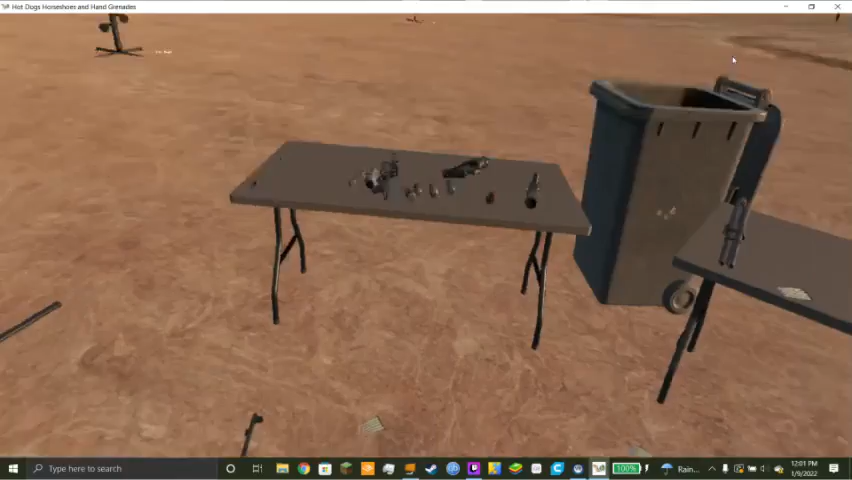 Hot Dogs Horseshoes and Hand Grenades
Type here to search
100%
Rain...
12:01 PM
1/9/2022